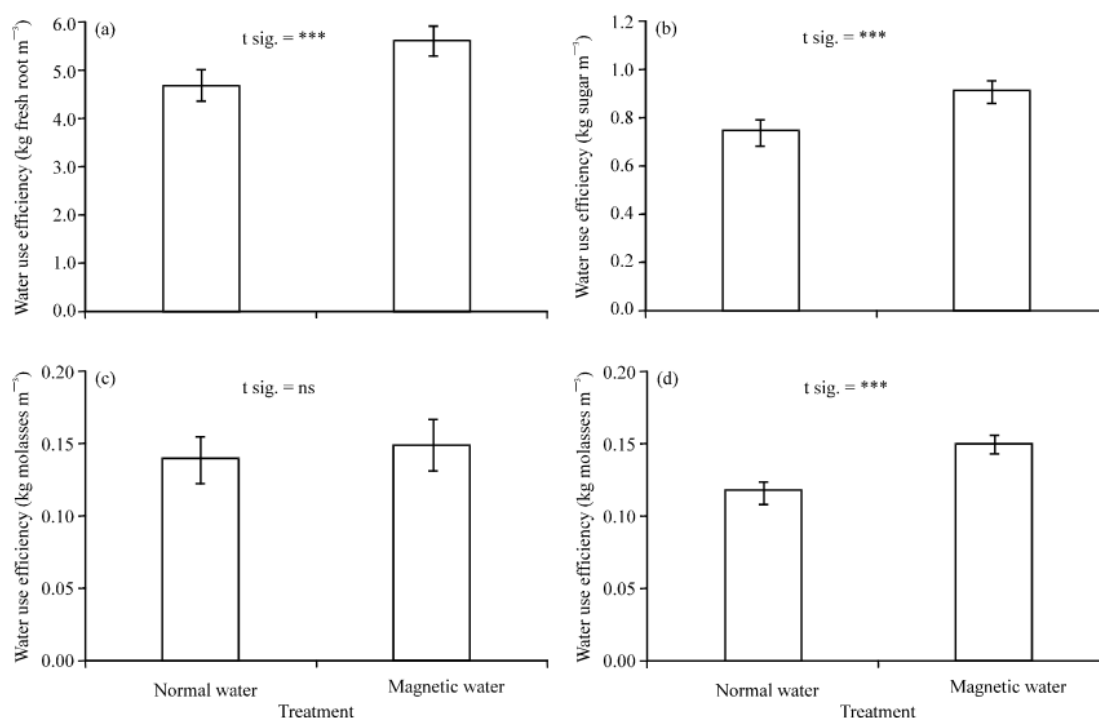 (a)
t sig. = ***
Water use efficiency (kg fresh root m⁻³)
6.0
5.0
4.0
3.0
2.0
1.0
0.0
(b)
t sig. = ***
Water use efficiency (kg sugar m⁻³)
1.2
1.0
0.8
0.6
0.4
0.2
0.0
(c)
t sig. = ns
Water use efficiency (kg molasses m⁻³)
0.20
0.15
0.10
0.05
0.00
Normal water
Magnetic water
Treatment
(d)
t sig. = ***
Water use efficiency (kg molasses m⁻³)
0.20
0.15
0.10
0.05
0.00
Normal water
Magnetic water
Treatment